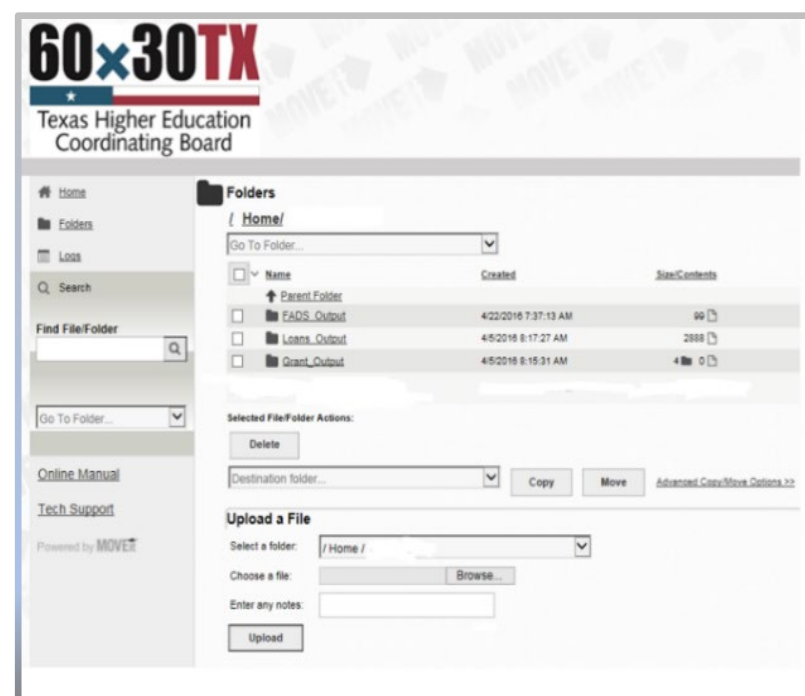 60x30TX
Texas Higher Education
Coordinating Board
Home
Folders
Logs
Search
Find File/Folder
Go To Folder...
Online Manual
Tech Support
Powered by MOVEit
Folders
/ Home/
Go To Folder...
Name Created Size/Contents
Parent Folder
FADS_Output 4/22/2016 7:37:13 AM 99
Loans_Output 4/5/2016 8:17:27 AM 2888
Grant_Output 4/5/2016 8:15:31 AM 4 0
Selected File/Folder Actions:
Delete
Destination folder... Copy Move Advanced Copy/Move Options >>
Upload a File
Select a folder: / Home /
Choose a file: Browse...
Enter any notes:
Upload